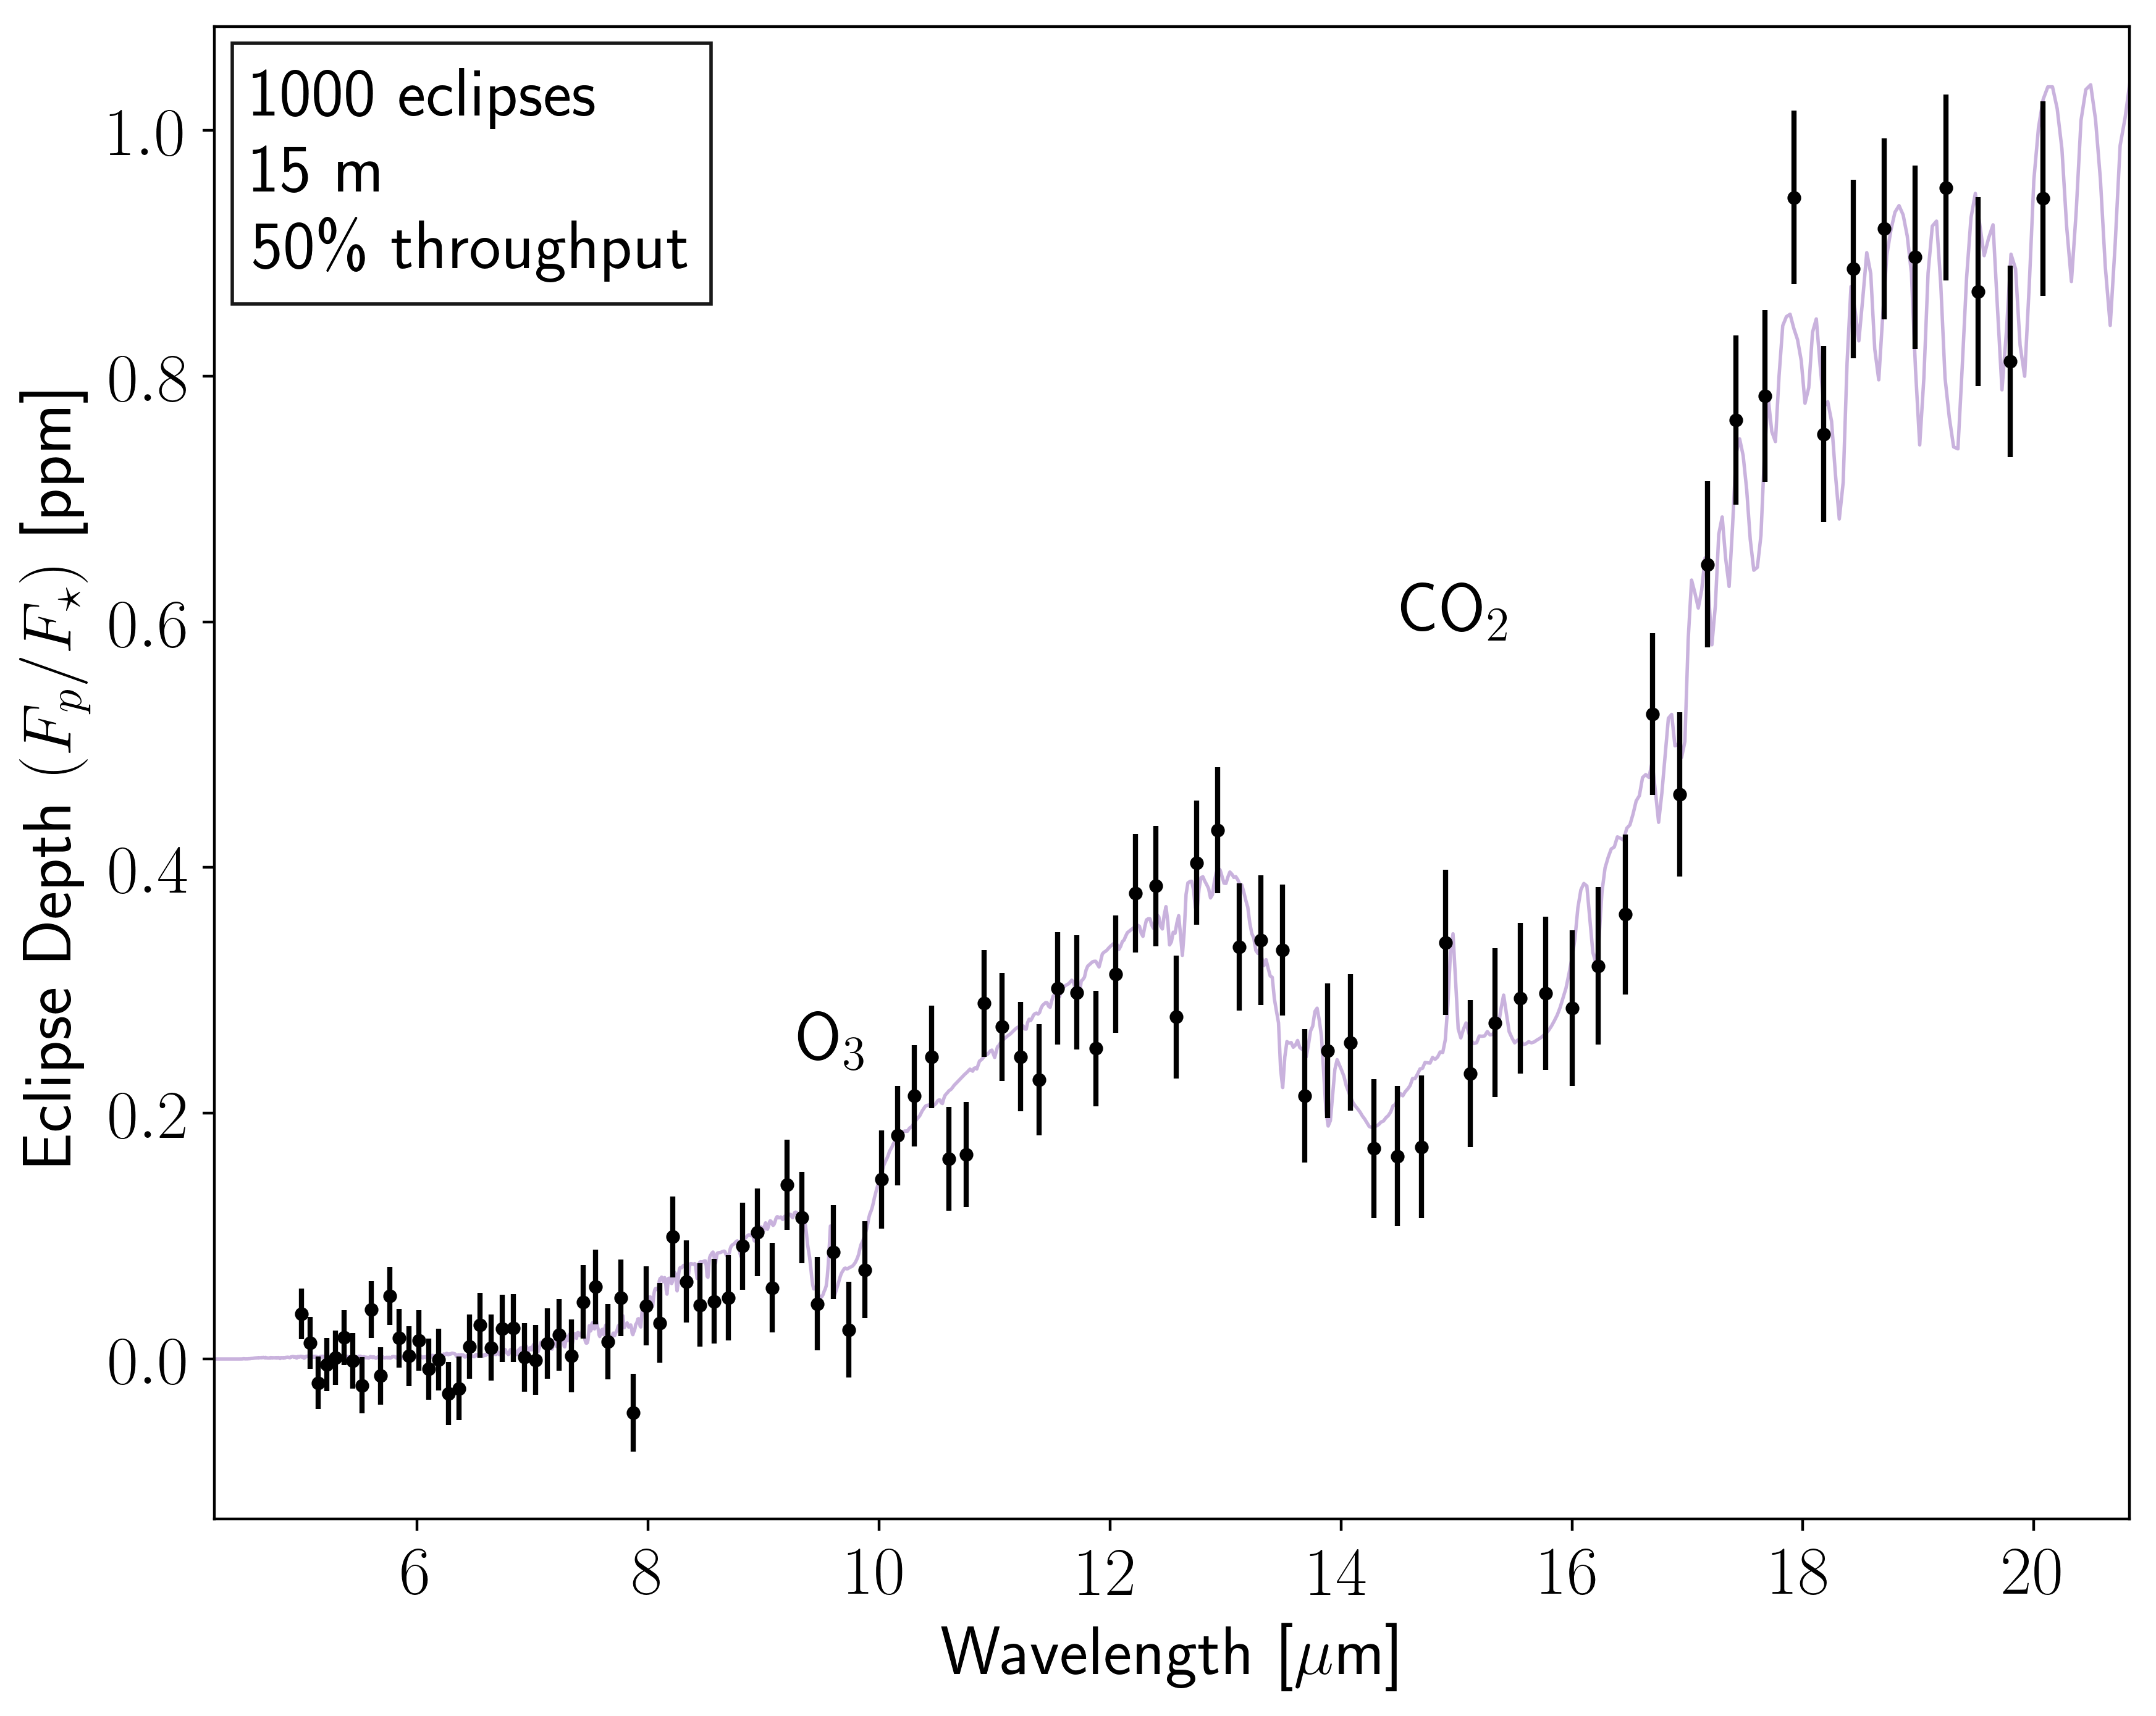 1000 eclipses
15 m
50% throughput
1.0
0.8
0.6
0.4
0.2
0.0
Eclipse Depth (Fₚ/F⋆) [ppm]
CO₂
O₃
6 8 10 12 14 16 18 20
Wavelength [μm]